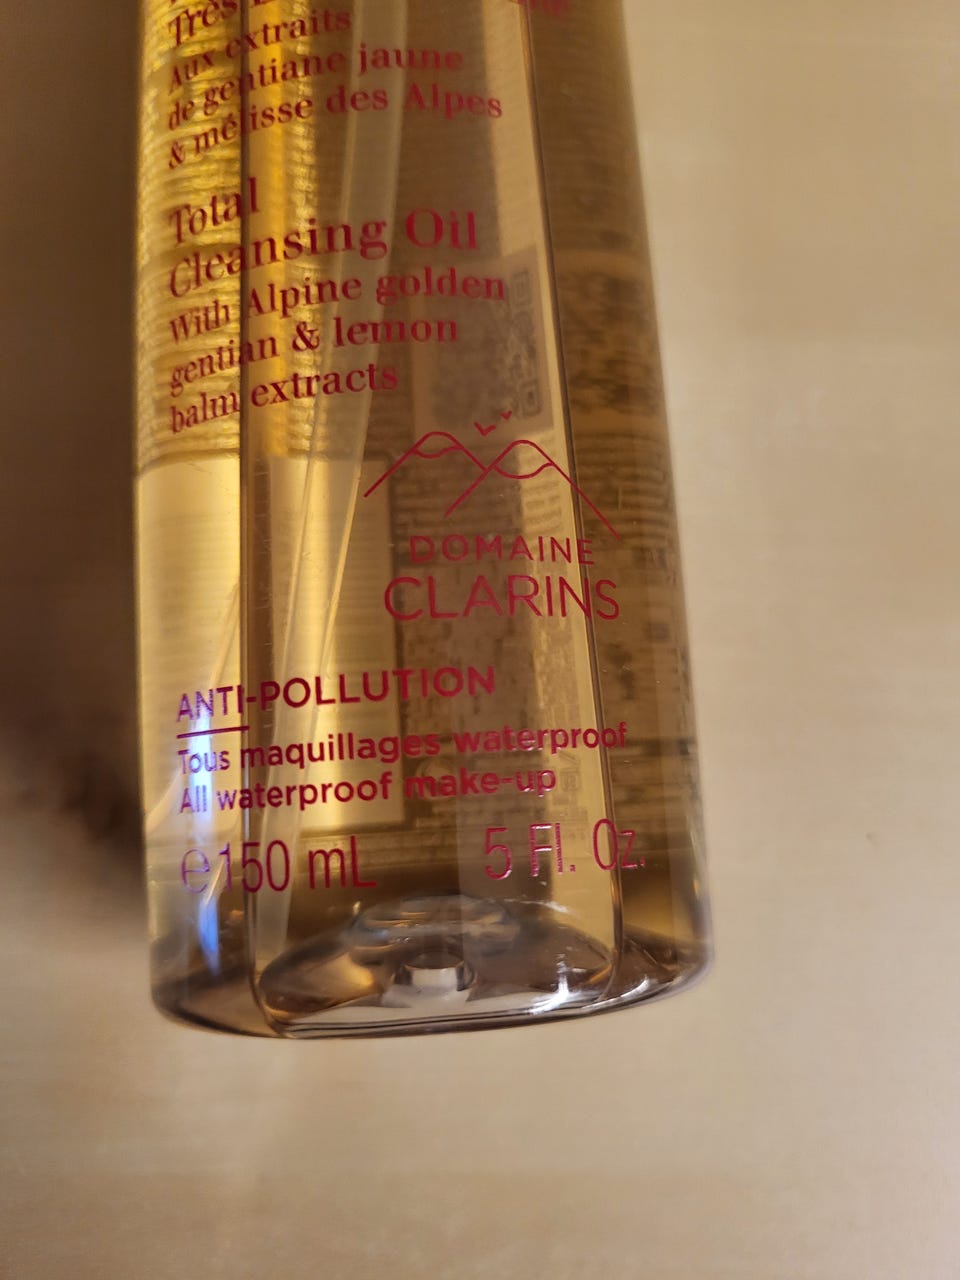 Très
Aux extraits
de gentiane jaune
& mélisse des Alpes
Total
Cleansing Oil
With Alpine golden
gentian & lemon
balm extracts
DOMAINE
CLARINS
ANTI-POLLUTION
Tous maquillages waterproof
All waterproof make-up
℮150 mL 5 Fl. Oz.